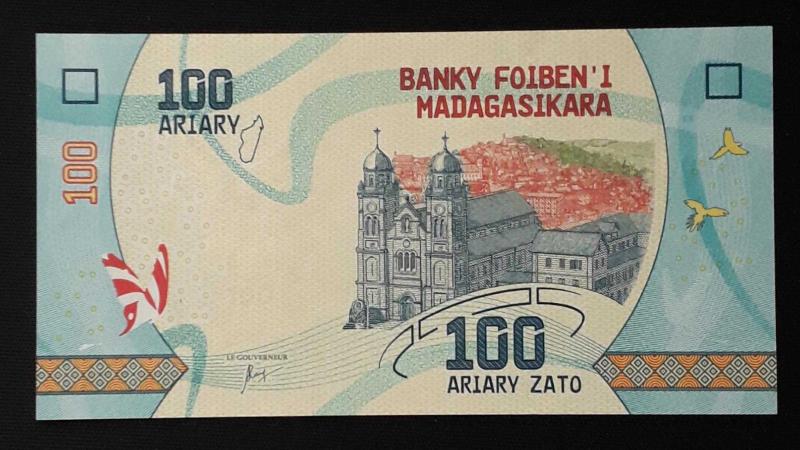 100
ARIARY
BANKY FOIBEN'I
MADAGASIKARA
100
LE GOUVERNEUR
100
ARIARY ZATO